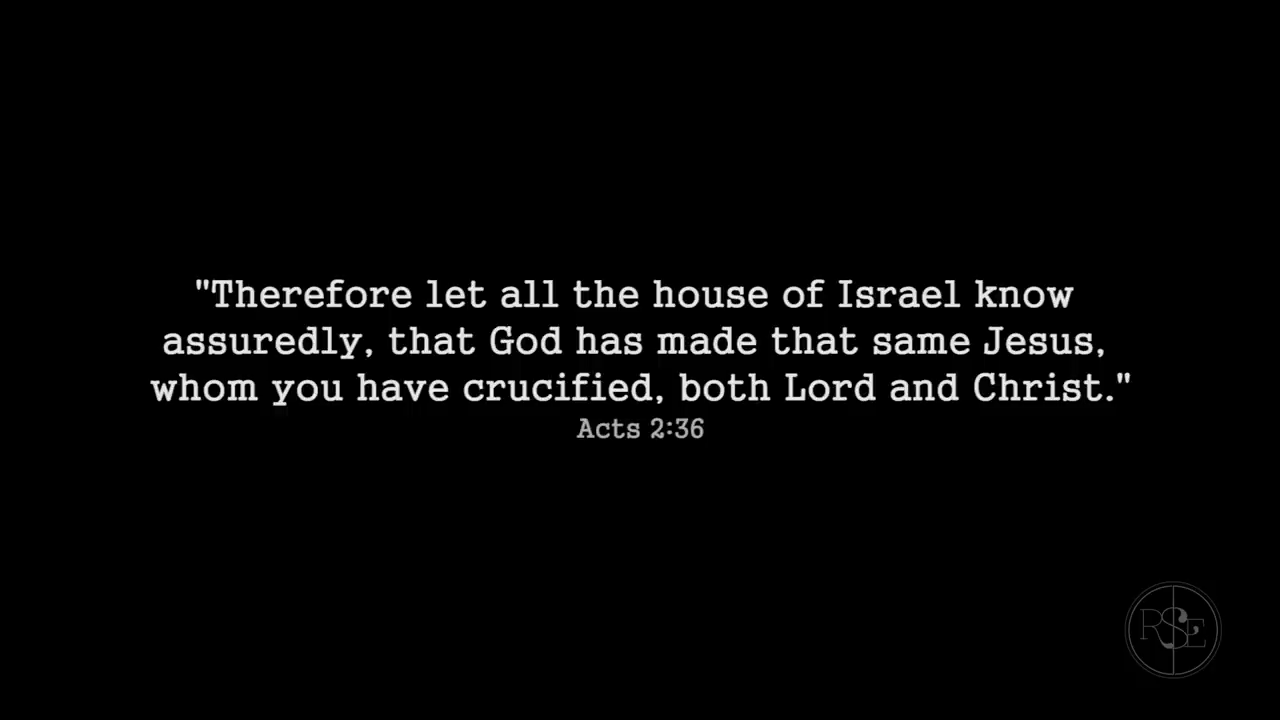 "Therefore let all the house of Israel know
assuredly, that God has made that same Jesus,
whom you have crucified, both Lord and Christ."
Acts 2:36
RSE